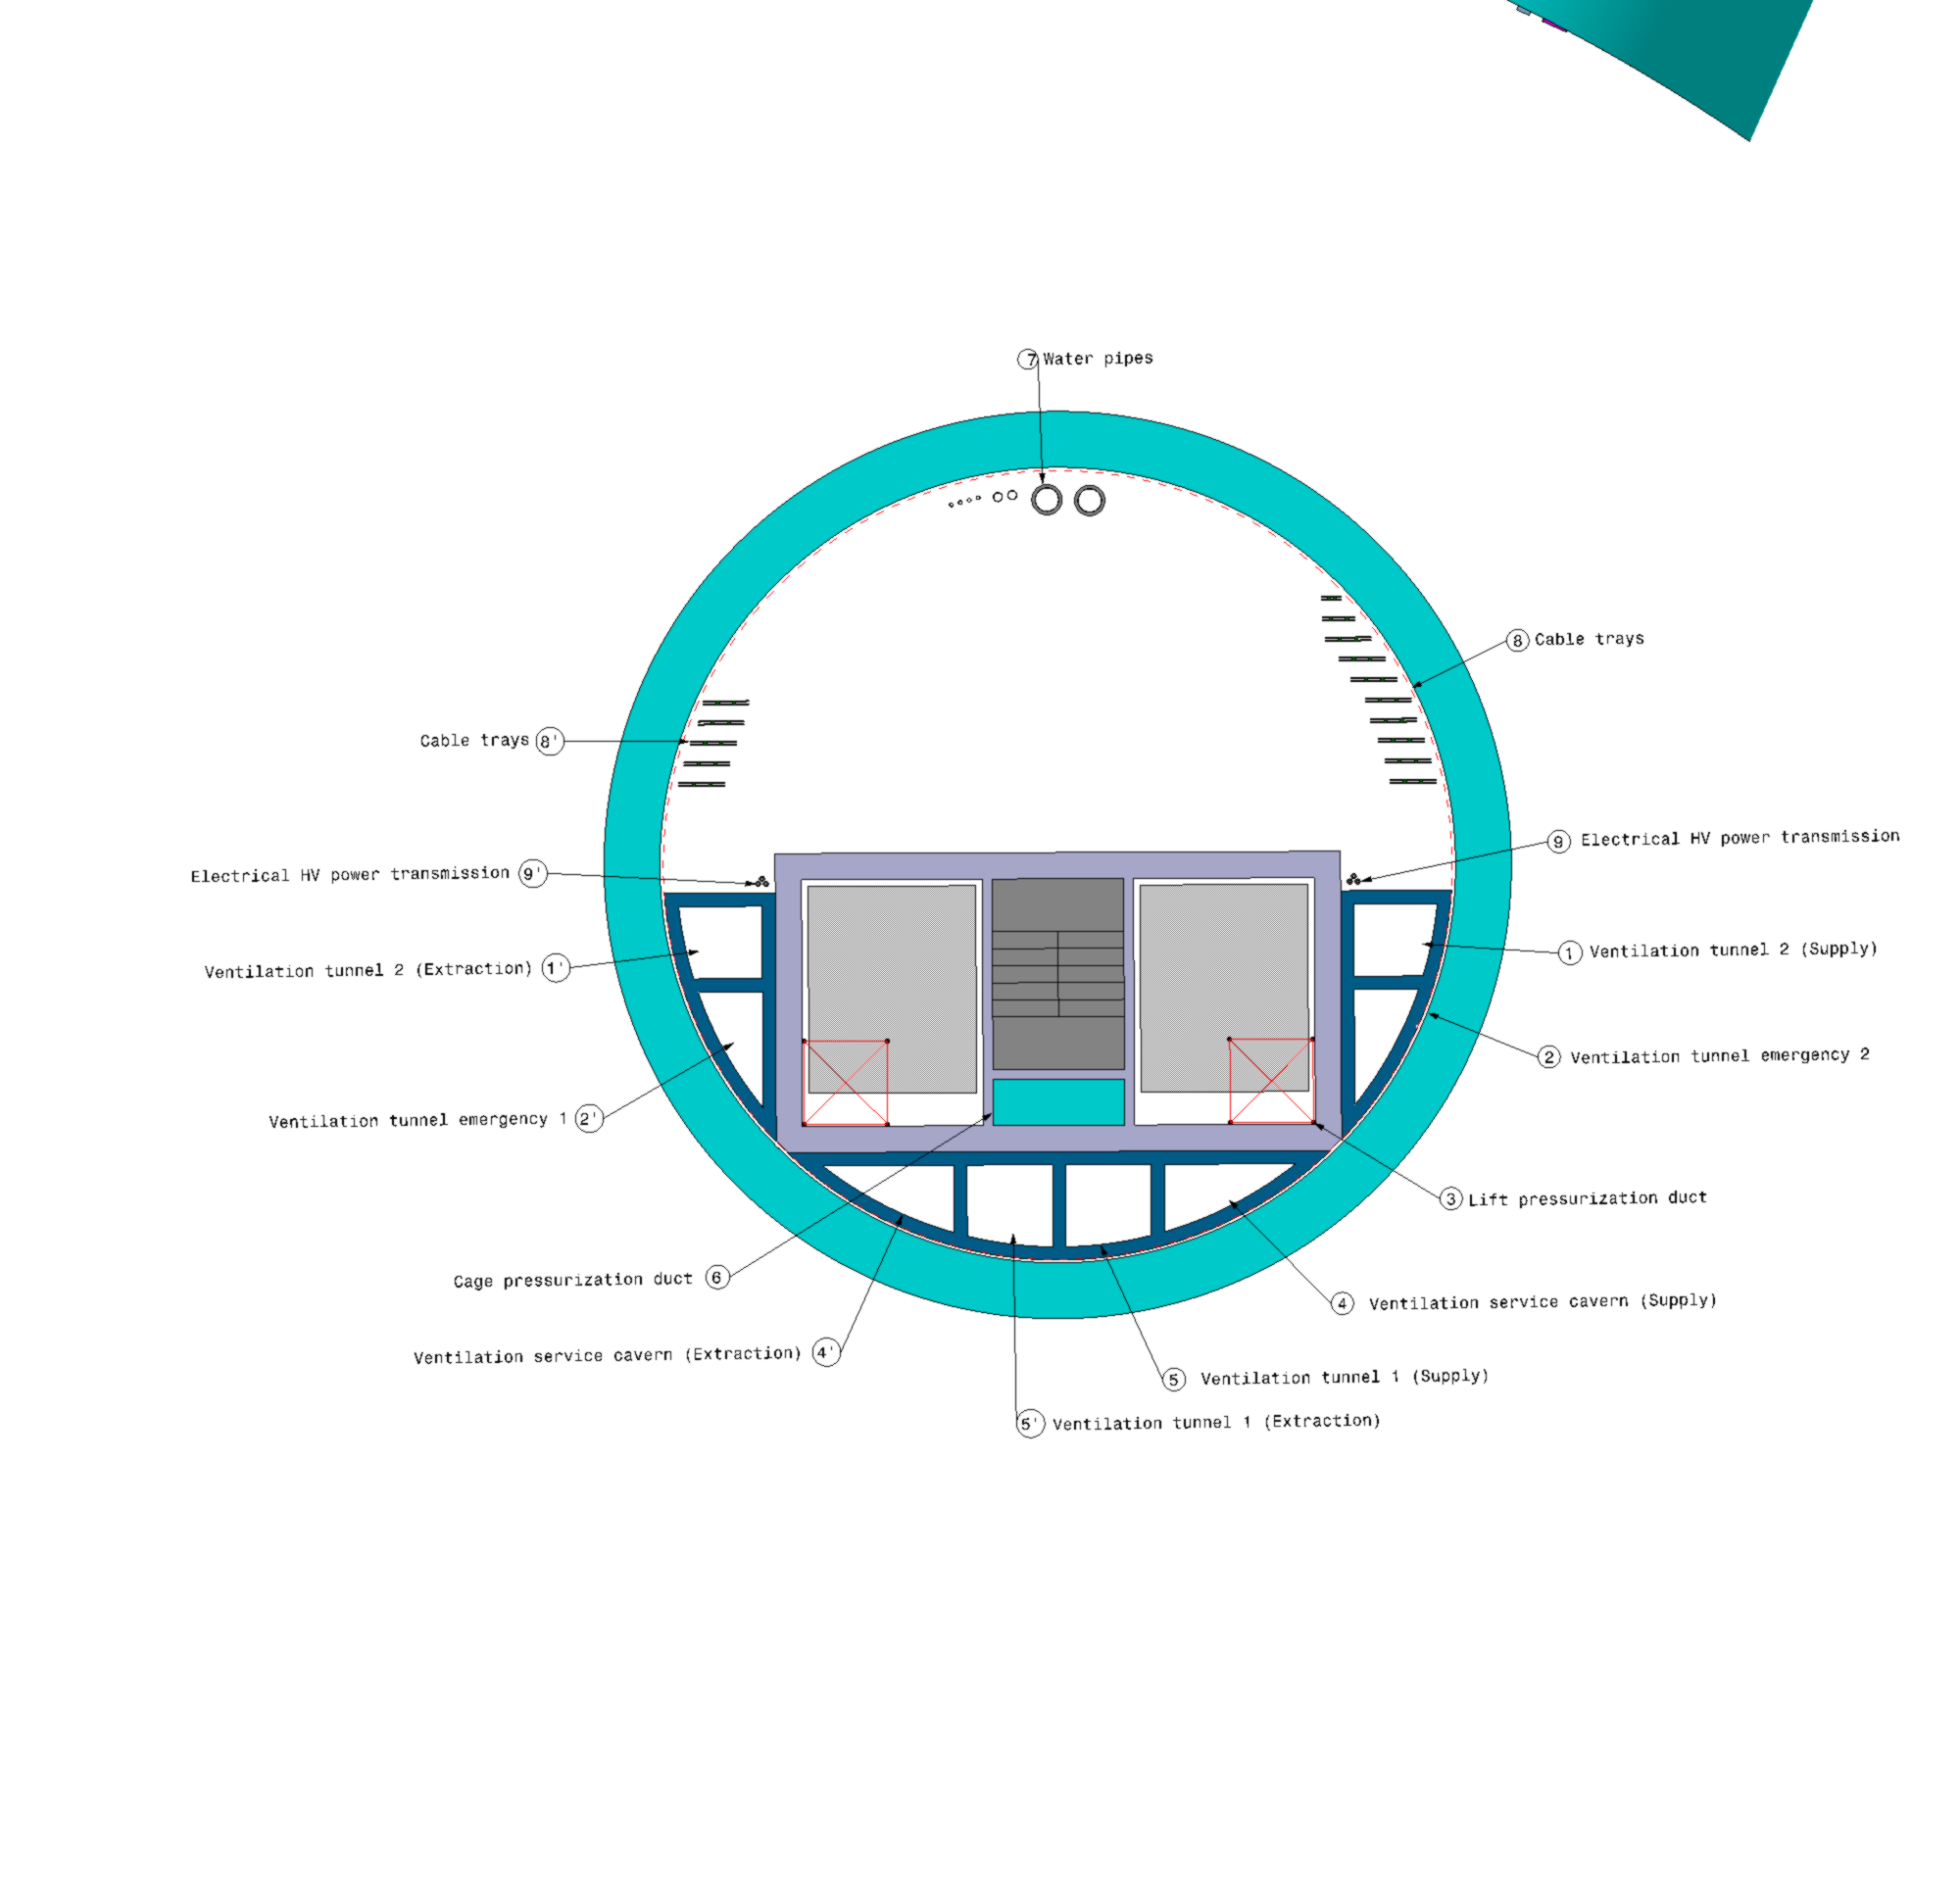 7 Water pipes
8 Cable trays
Cable trays 8'
9 Electrical HV power transmission
Electrical HV power transmission 9'
1 Ventilation tunnel 2 (Supply)
Ventilation tunnel 2 (Extraction) 1'
2 Ventilation tunnel emergency 2
Ventilation tunnel emergency 1 2'
3 Lift pressurization duct
Cage pressurization duct 6
4 Ventilation service cavern (Supply)
Ventilation service cavern (Extraction) 4'
5 Ventilation tunnel 1 (Supply)
5' Ventilation tunnel 1 (Extraction)